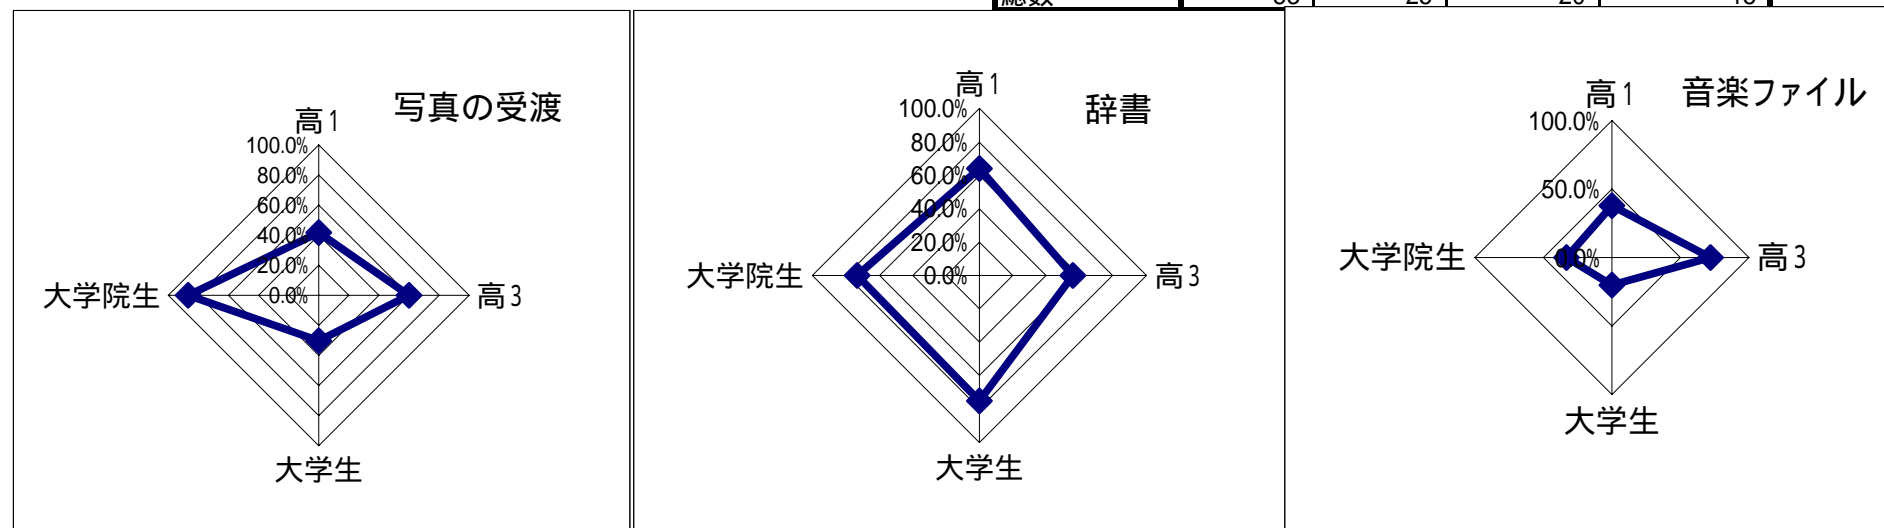 写真の受渡
高1
100.0%
80.0%
60.0%
40.0%
20.0%
0.0%
大学院生
高3
大学生
辞書
高1
100.0%
80.0%
60.0%
40.0%
20.0%
0.0%
大学院生
高3
大学生
音楽ファイル
高1
100.0%
50.0%
0.0%
大学院生
高3
大学生